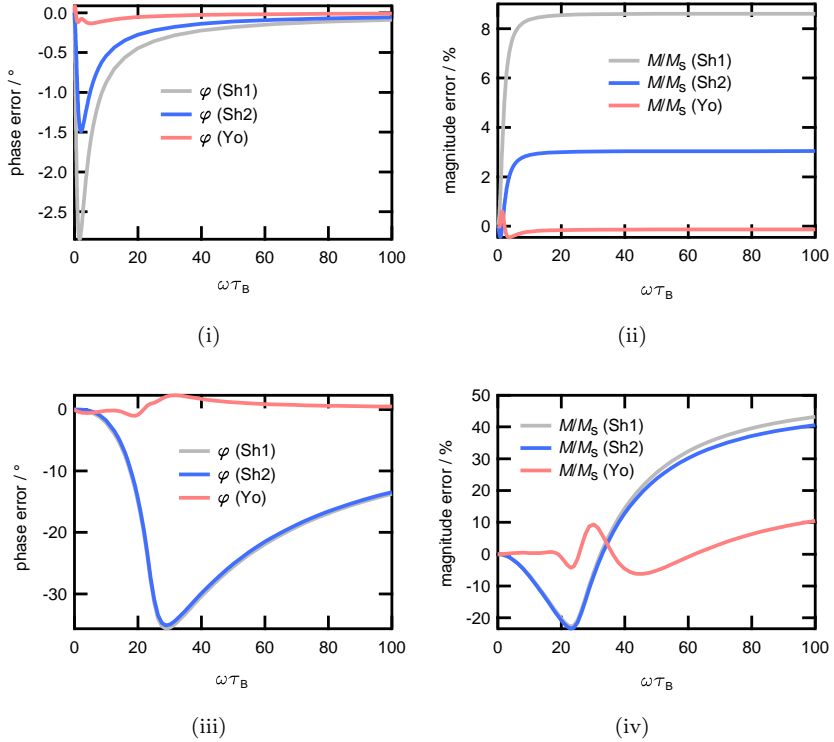 phase error / °
0.0
-0.5
-1.0
-1.5
-2.0
-2.5
φ (Sh1)
φ (Sh2)
φ (Yo)
0 20 40 60 80 100
ωτB
(i)
magnitude error / %
8
6
4
2
0
M/MS (Sh1)
M/MS (Sh2)
M/MS (Yo)
0 20 40 60 80 100
ωτB
(ii)
phase error / °
0
-10
-20
-30
φ (Sh1)
φ (Sh2)
φ (Yo)
0 20 40 60 80 100
ωτB
(iii)
magnitude error / %
50
40
30
20
10
0
-10
-20
M/MS (Sh1)
M/MS (Sh2)
M/MS (Yo)
0 20 40 60 80 100
ωτB
(iv)